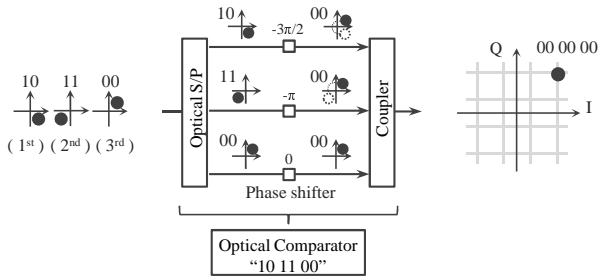 10 11 00
( 1st ) ( 2nd ) ( 3rd )
Optical S/P
10 -3π/2 00
11 -π 00
00 0 00
Phase shifter
Coupler
Optical Comparator
“10 11 00”
Q 00 00 00
I